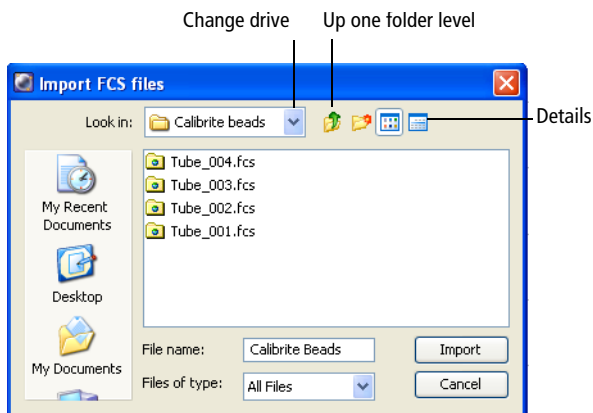 Change drive Up one folder level
Import FCS files
Look in: Calibrite beads
Details
Tube_004.fcs
Tube_003.fcs
Tube_002.fcs
Tube_001.fcs
My Recent
Documents
Desktop
My Documents
File name: Calibrite Beads Import
Files of type: All Files Cancel